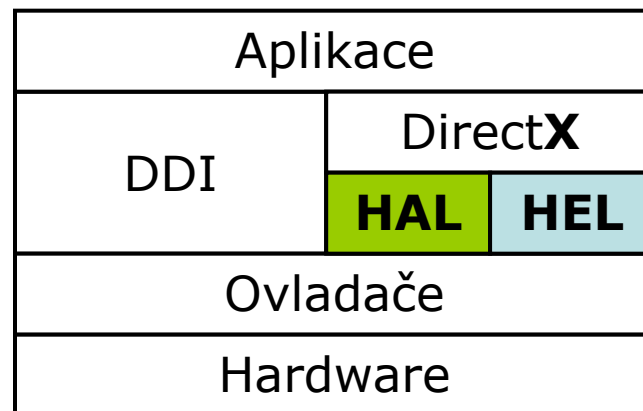 Aplikace
DDI
DirectX
HAL
HEL
Ovladače
Hardware